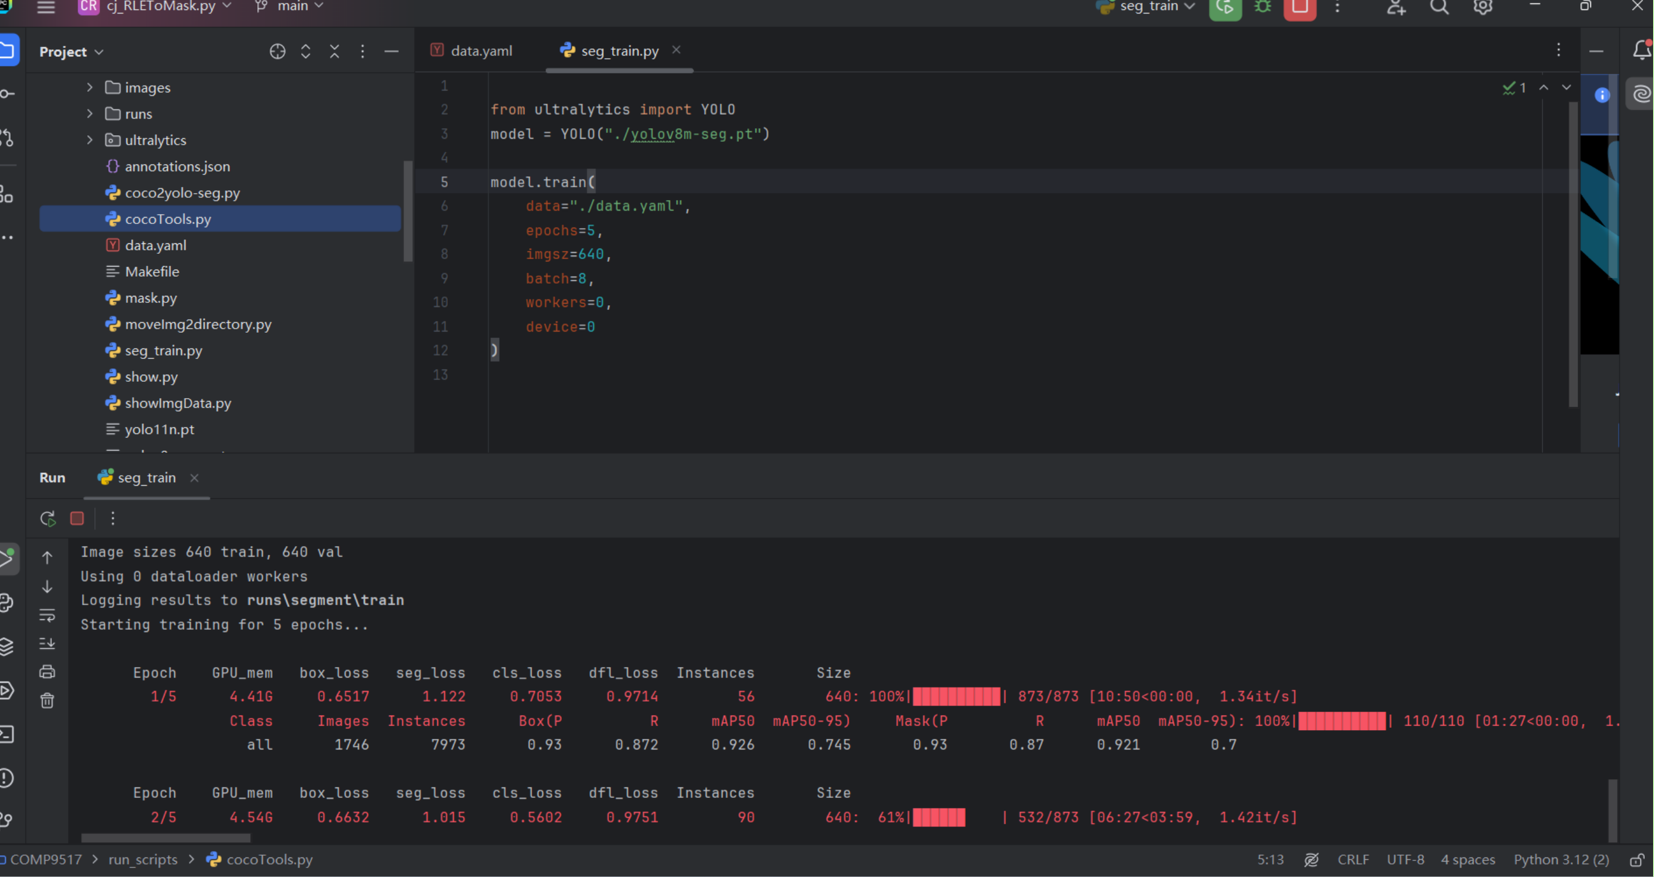 CR cj_RLEToMask.py main seg_train
Project
images
runs
ultralytics
annotations.json
coco2yolo-seg.py
cocoTools.py
data.yaml
Makefile
mask.py
moveImg2directory.py
seg_train.py
show.py
showImgData.py
yolo11n.pt
data.yaml seg_train.py
1
2 from ultralytics import YOLO
3 model = YOLO("./yolov8m-seg.pt")
4
5 model.train(
6 data="./data.yaml",
7 epochs=5,
8 imgsz=640,
9 batch=8,
10 workers=0,
11 device=0
12 )
13
1
Run seg_train
Image sizes 640 train, 640 val
Using 0 dataloader workers
Logging results to runs\segment\train
Starting training for 5 epochs...
Epoch GPU_mem box_loss seg_loss cls_loss dfl_loss Instances Size
1/5 4.41G 0.6517 1.122 0.7053 0.9714 56 640: 100%|██████████| 873/873 [10:50<00:00, 1.34it/s]
Class Images Instances Box(P R mAP50 mAP50-95) Mask(P R mAP50 mAP50-95): 100%|██████████| 110/110 [01:27<00:00, 1.
all 1746 7973 0.93 0.872 0.926 0.745 0.93 0.87 0.921 0.7
Epoch GPU_mem box_loss seg_loss cls_loss dfl_loss Instances Size
2/5 4.54G 0.6632 1.015 0.5602 0.9751 90 640: 61%|██████ | 532/873 [06:27<03:59, 1.42it/s]
COMP9517 > run_scripts > cocoTools.py 5:13 CRLF UTF-8 4 spaces Python 3.12 (2)